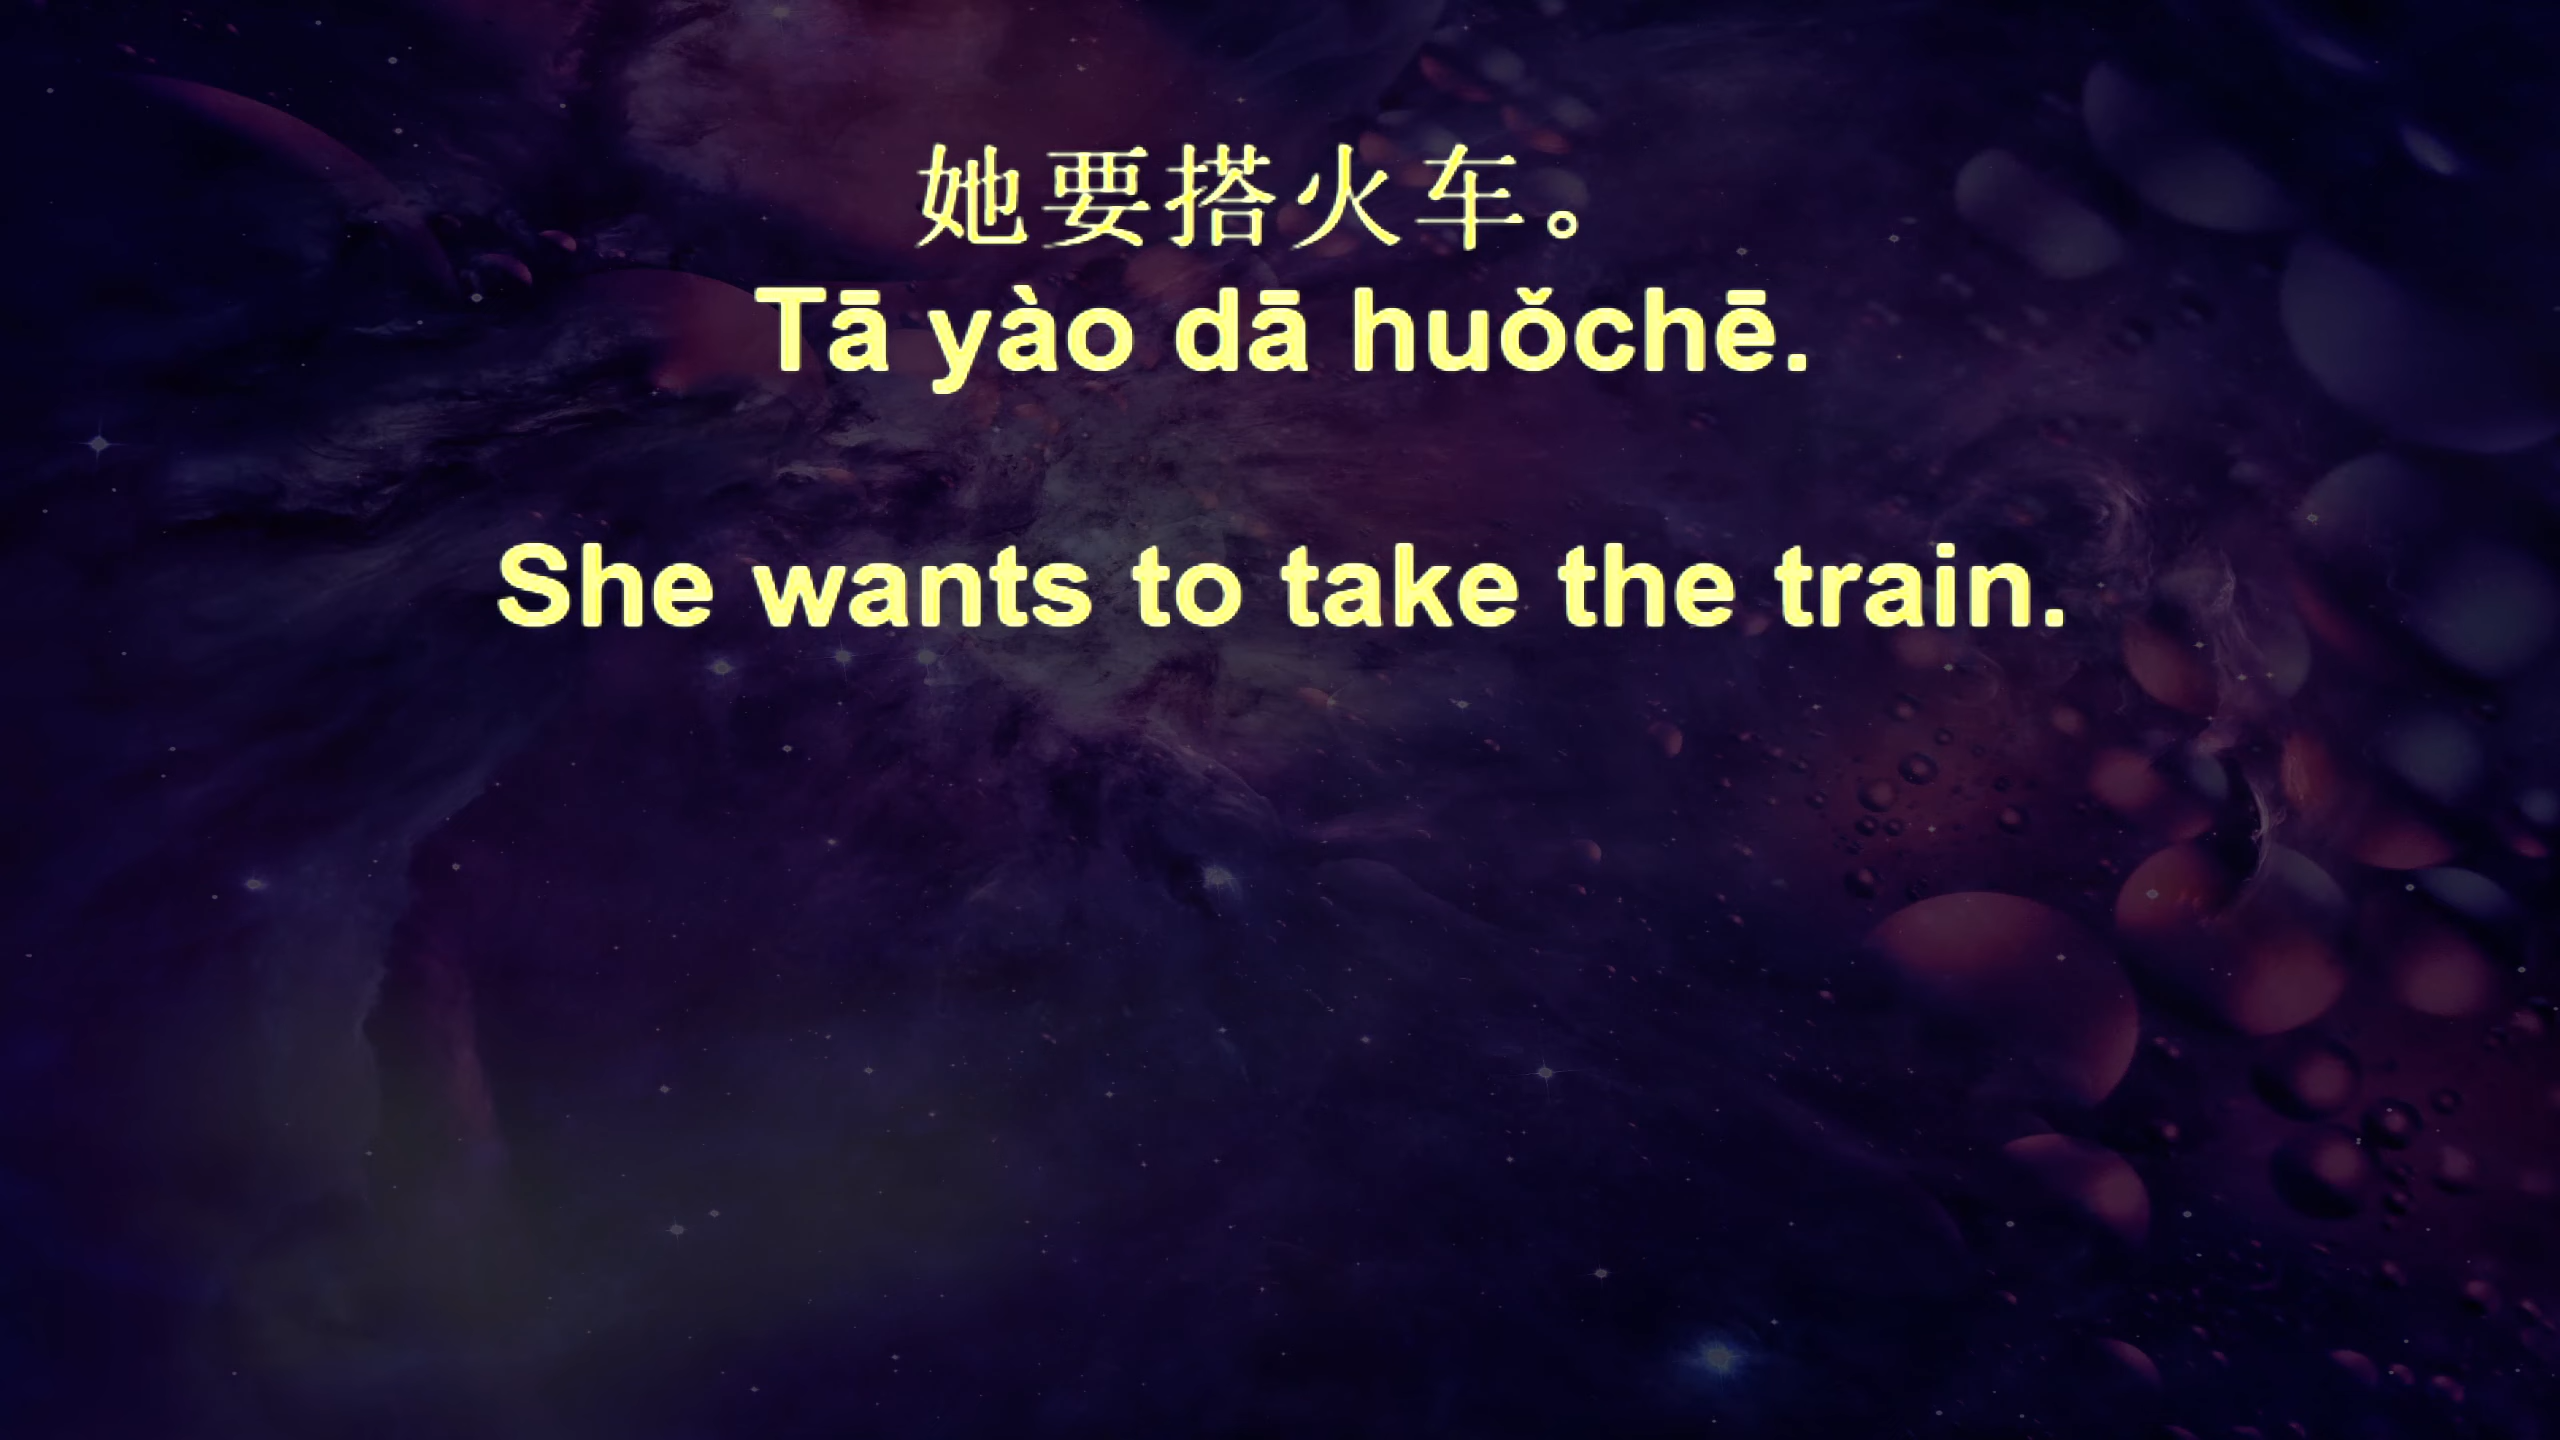 她要搭火车。
Tā yào dā huǒchē.
She wants to take the train.